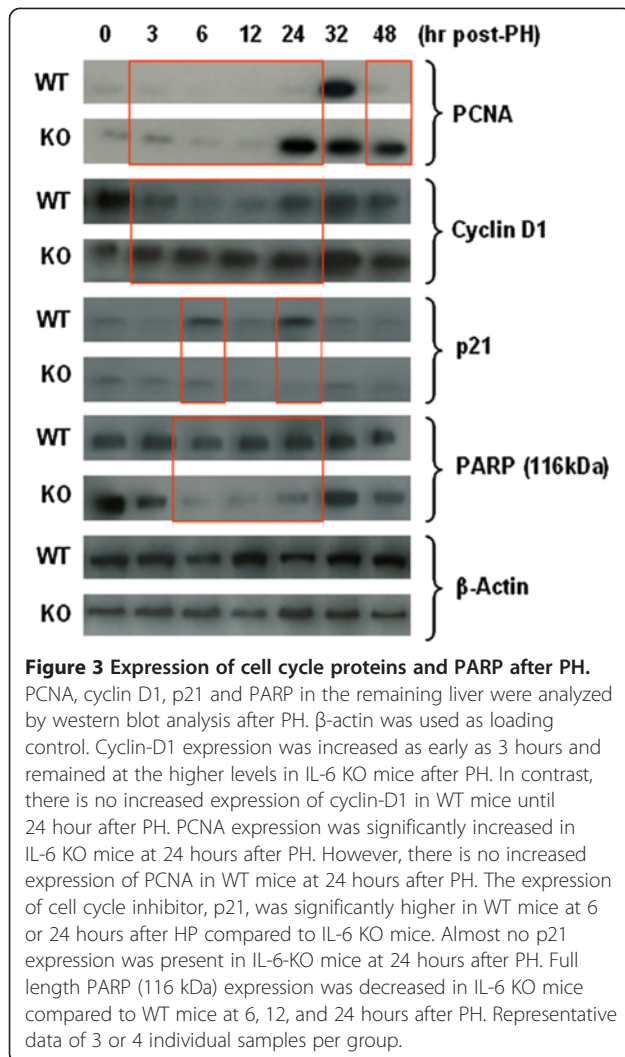 0 3 6 12 24 32 48 (hr post-PH)
WT
KO
PCNA
WT
KO
Cyclin D1
WT
KO
p21
WT
KO
PARP (116kDa)
WT
KO
β-Actin
Figure 3 Expression of cell cycle proteins and PARP after PH.
PCNA, cyclin D1, p21 and PARP in the remaining liver were analyzed
by western blot analysis after PH. β-actin was used as loading
control. Cyclin-D1 expression was increased as early as 3 hours and
remained at the higher levels in IL-6 KO mice after PH. In contrast,
there is no increased expression of cyclin-D1 in WT mice until
24 hour after PH. PCNA expression was significantly increased in
IL-6 KO mice at 24 hours after PH. However, there is no increased
expression of PCNA in WT mice at 24 hours after PH. The expression
of cell cycle inhibitor, p21, was significantly higher in WT mice at 6
or 24 hours after HP compared to IL-6 KO mice. Almost no p21
expression was present in IL-6-KO mice at 24 hours after PH. Full
length PARP (116 kDa) expression was decreased in IL-6 KO mice
compared to WT mice at 6, 12, and 24 hours after PH. Representative
data of 3 or 4 individual samples per group.